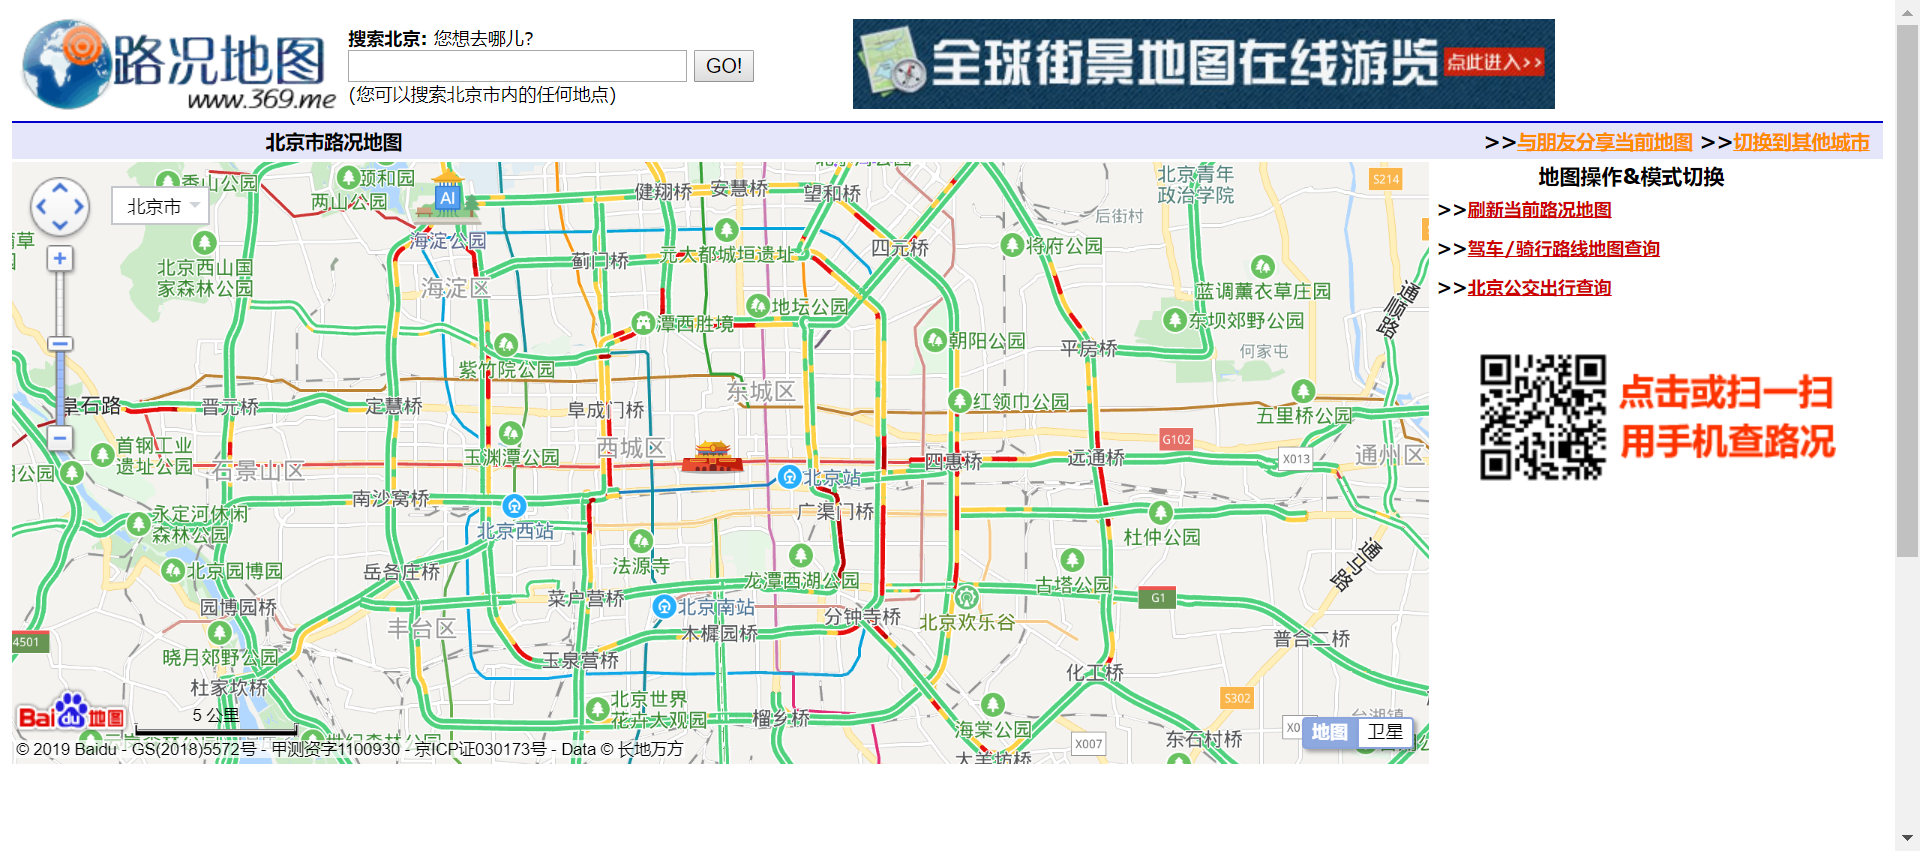 路况地图
www.369.me
搜索北京: 您想去哪儿?
GO!
(您可以搜索北京市内的任何地点)
全球街景地图在线游览 点此进入>>
北京市路况地图
>>与朋友分享当前地图 >>切换到其他城市
地图操作&模式切换
>>刷新当前路况地图
>>驾车/骑行路线地图查询
>>北京公交出行查询
点击或扫一扫
用手机查路况
北京市
香山公园
颐和园
两山公园
AI
海淀公园
健翔桥
安慧桥
望和桥
北京青年
政治学院
S214
后街村
四元桥
将府公园
元大都城垣遗址
蓟门桥
北京西山国
家森林公园
海淀区
地坛公园
蓝调薰衣草庄园
通顺路
潭西胜境
东坝郊野公园
朝阳公园
平房桥
何家屯
紫竹院公园
东城区
阜石路
晋元桥
定慧桥
阜成门桥
红领巾公园
五里桥公园
首钢工业
遗址公园
玉渊潭公园
西城区
G102
四惠桥
远通桥
X013
通州区
石景山区
北京站
南沙窝桥
广渠门桥
永定河休闲
森林公园
北京西站
杜仲公园
法源寺
龙潭西湖公园
古塔公园
通马路
北京园博园
岳各庄桥
菜户营桥
北京南站
G1
园博园桥
丰台区
木樨园桥
分钟寺桥
北京欢乐谷
普合二桥
4501
晓月郊野公园
玉泉营桥
化工桥
杜家坎桥
北京世界
花卉大观园
榴乡桥
海棠公园
S302
台湖镇
东石村桥
X007
大羊坊桥
Bai du 地图
5 公里
地图 卫星
© 2019 Baidu - GS(2018)5572号 - 甲测资字1100930 - 京ICP证030173号 - Data © 长地万方